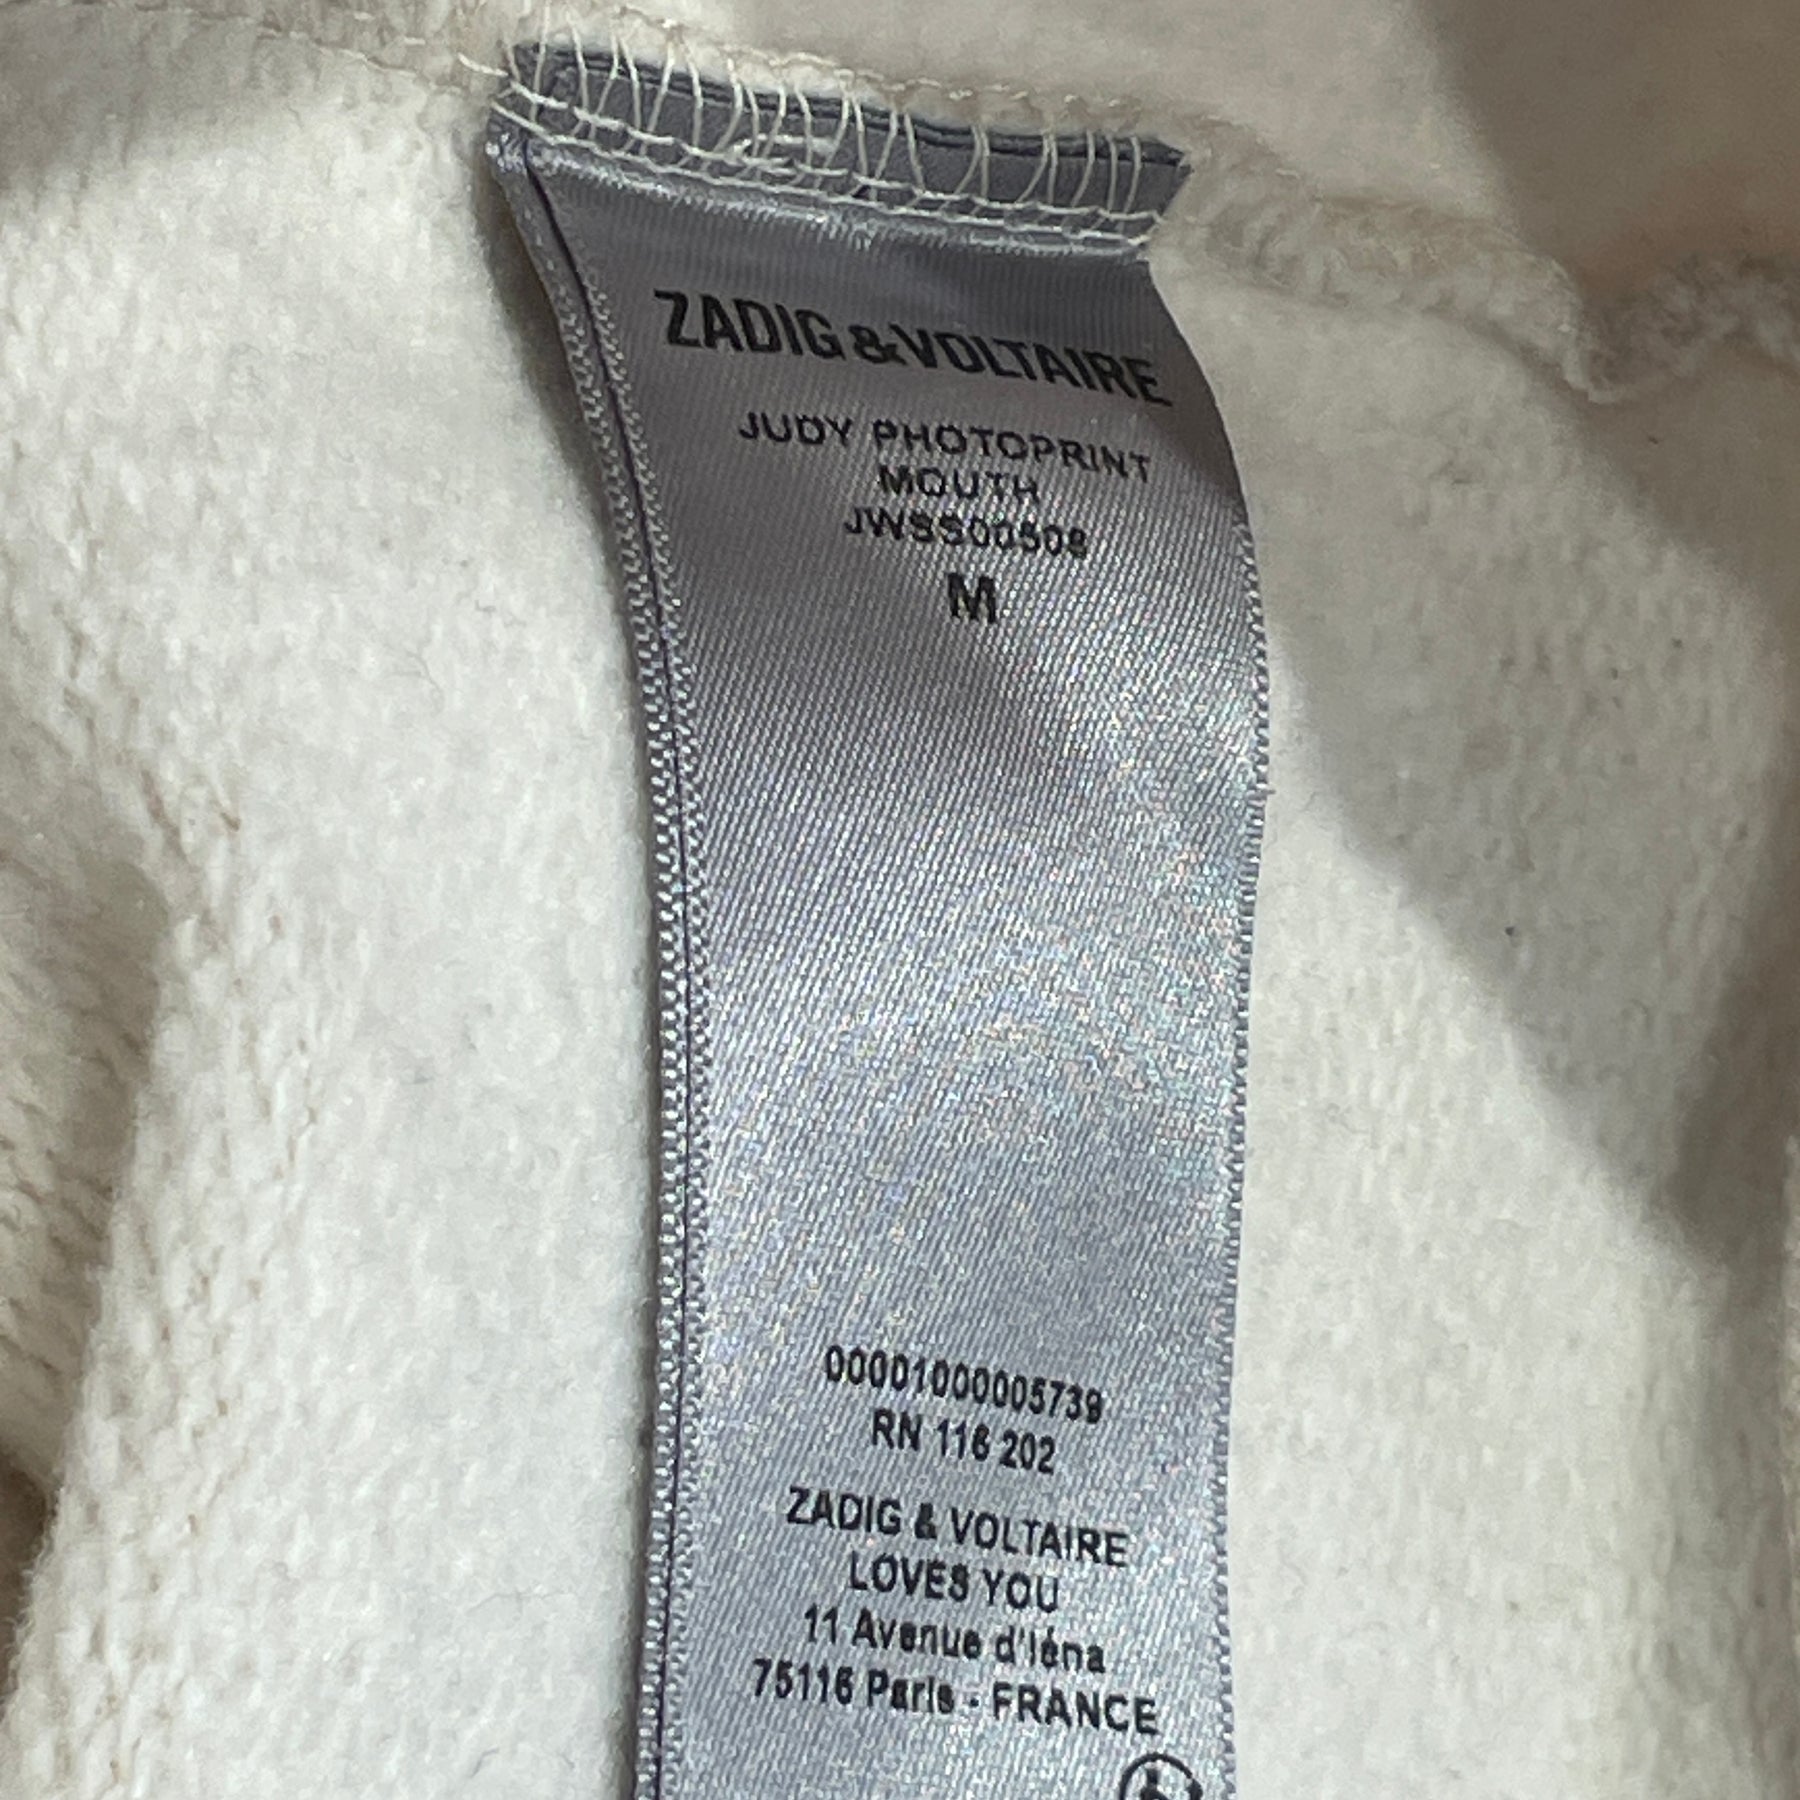 ZADIG&VOLTAIRE
JUDY PHOTOPRINT
MOUTH
JWSS00508
M
00001000005739
RN 116 202
ZADIG & VOLTAIRE
LOVES YOU
11 Avenue d'Iéna
75116 Paris - FRANCE